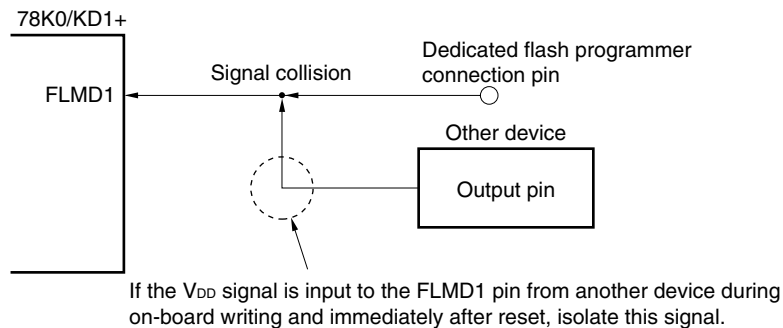 78K0/KD1+
Dedicated flash programmer
connection pin
Signal collision
FLMD1
Other device
Output pin
If the VDD signal is input to the FLMD1 pin from another device during
on-board writing and immediately after reset, isolate this signal.